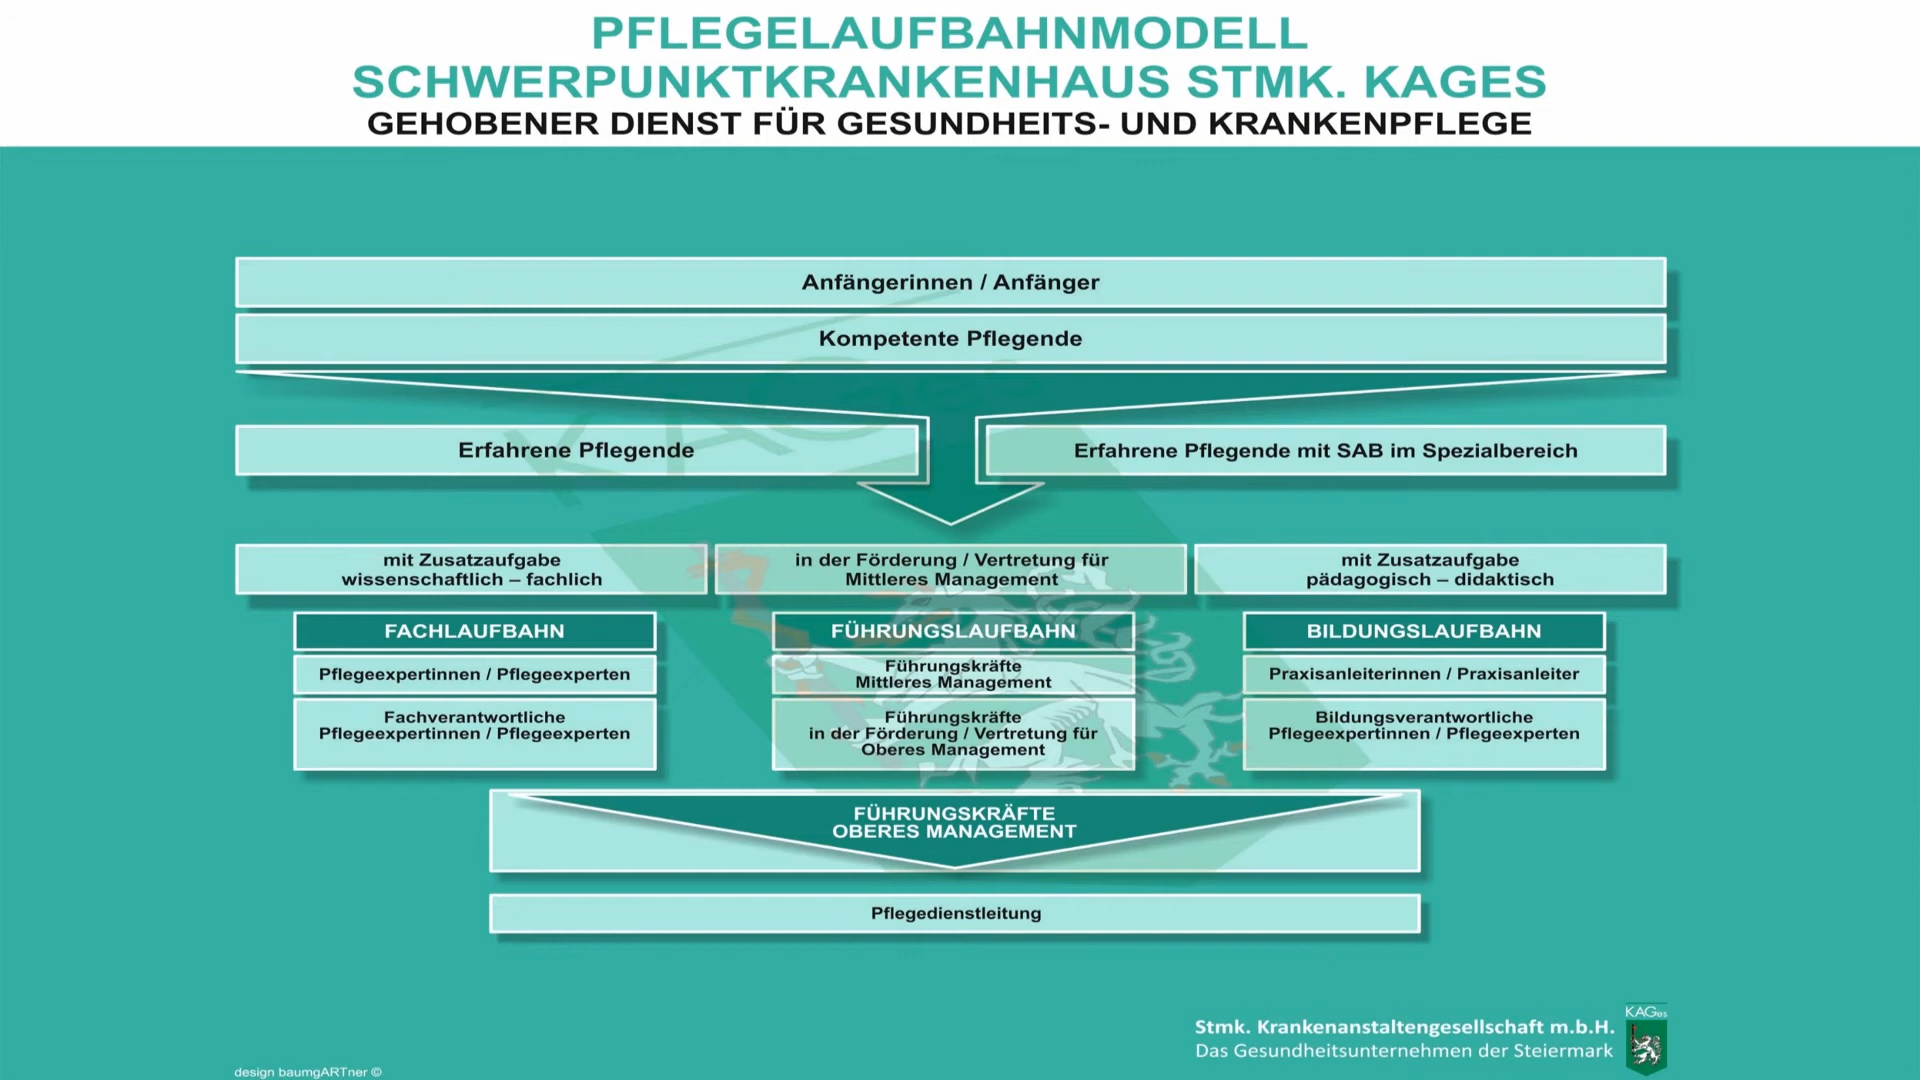 PFLEGELAUFBAHNMODELL
SCHWERPUNKTKRANKENHAUS STMK. KAGES
GEHOBENER DIENST FÜR GESUNDHEITS- UND KRANKENPFLEGE
Anfängerinnen / Anfänger
Kompetente Pflegende
Erfahrene Pflegende
Erfahrene Pflegende mit SAB im Spezialbereich
mit Zusatzaufgabe
wissenschaftlich – fachlich
in der Förderung / Vertretung für
Mittleres Management
mit Zusatzaufgabe
pädagogisch – didaktisch
FACHLAUFBAHN
Pflegeexpertinnen / Pflegeexperten
Fachverantwortliche
Pflegeexpertinnen / Pflegeexperten
FÜHRUNGSLAUFBAHN
Führungskräfte
Mittleres Management
Führungskräfte
in der Förderung / Vertretung für
Oberes Management
BILDUNGSLAUFBAHN
Praxisanleiterinnen / Praxisanleiter
Bildungsverantwortliche
Pflegeexpertinnen / Pflegeexperten
FÜHRUNGSKRÄFTE
OBERES MANAGEMENT
Pflegedienstleitung
KAGes
Stmk. Krankenanstaltengesellschaft m.b.H.
Das Gesundheitsunternehmen der Steiermark
KAGes
design baumgARTner ©